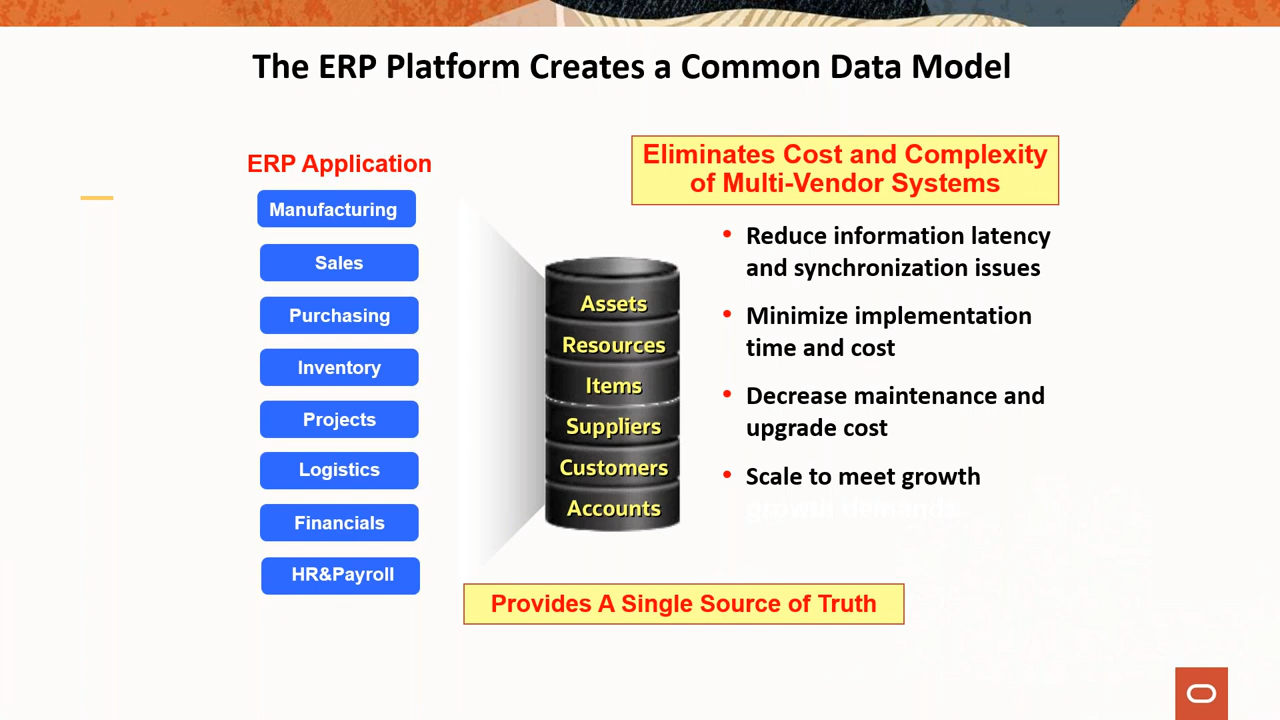 The ERP Platform Creates a Common Data Model
ERP Application
Manufacturing
Sales
Purchasing
Inventory
Projects
Logistics
Financials
HR&Payroll
Assets
Resources
Items
Suppliers
Customers
Accounts
Eliminates Cost and Complexity
of Multi-Vendor Systems
• Reduce information latency
and synchronization issues
• Minimize implementation
time and cost
• Decrease maintenance and
upgrade cost
• Scale to meet growth
Provides A Single Source of Truth